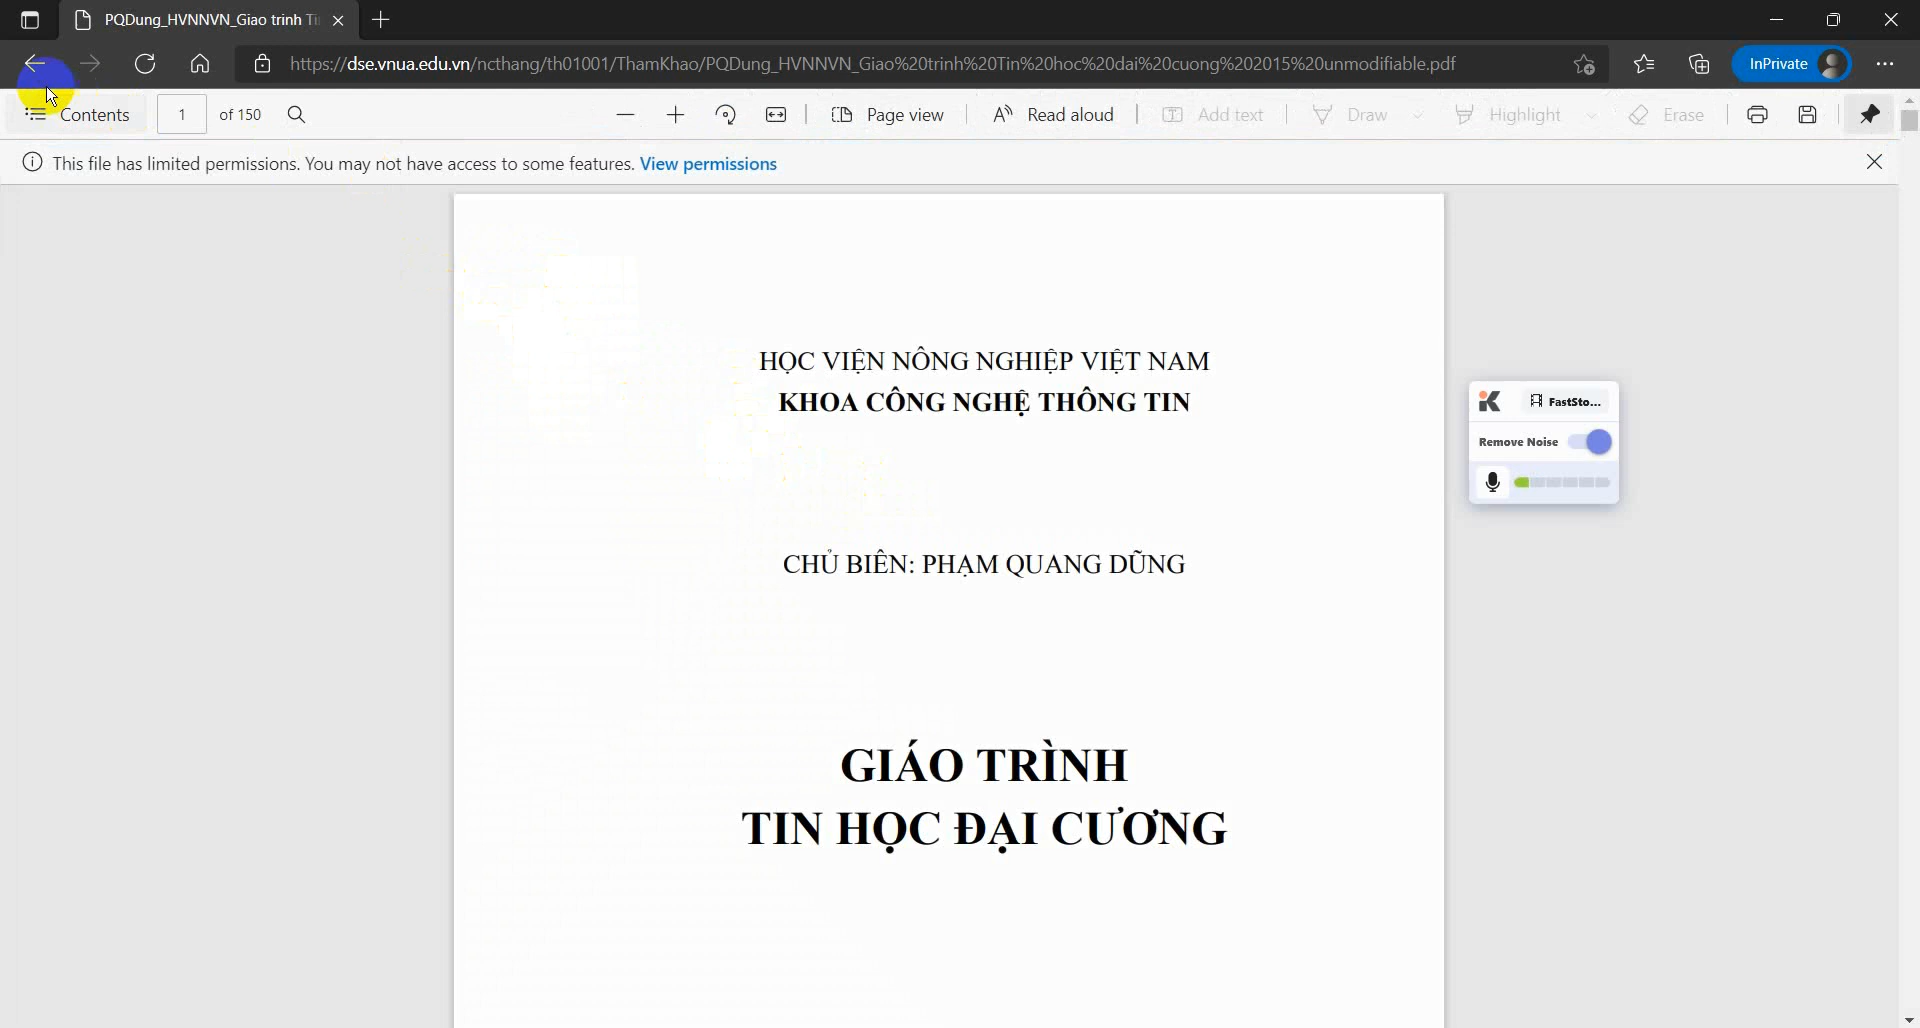 PQDung_HVNNVN_Giao trinh Ti
https://dse.vnua.edu.vn/ncthang/th01001/ThamKhao/PQDung_HVNNVN_Giao%20trinh%20Tin%20hoc%20dai%20cuong%202015%20unmodifiable.pdf
InPrivate
Contents
1
of 150
Page view
Read aloud
Add text
Draw
Highlight
Erase
This file has limited permissions. You may not have access to some features. View permissions
HỌC VIỆN NÔNG NGHIỆP VIỆT NAM
KHOA CÔNG NGHỆ THÔNG TIN
FastSto...
Remove Noise
CHỦ BIÊN: PHẠM QUANG DŨNG
GIÁO TRÌNH
TIN HỌC ĐẠI CƯƠNG